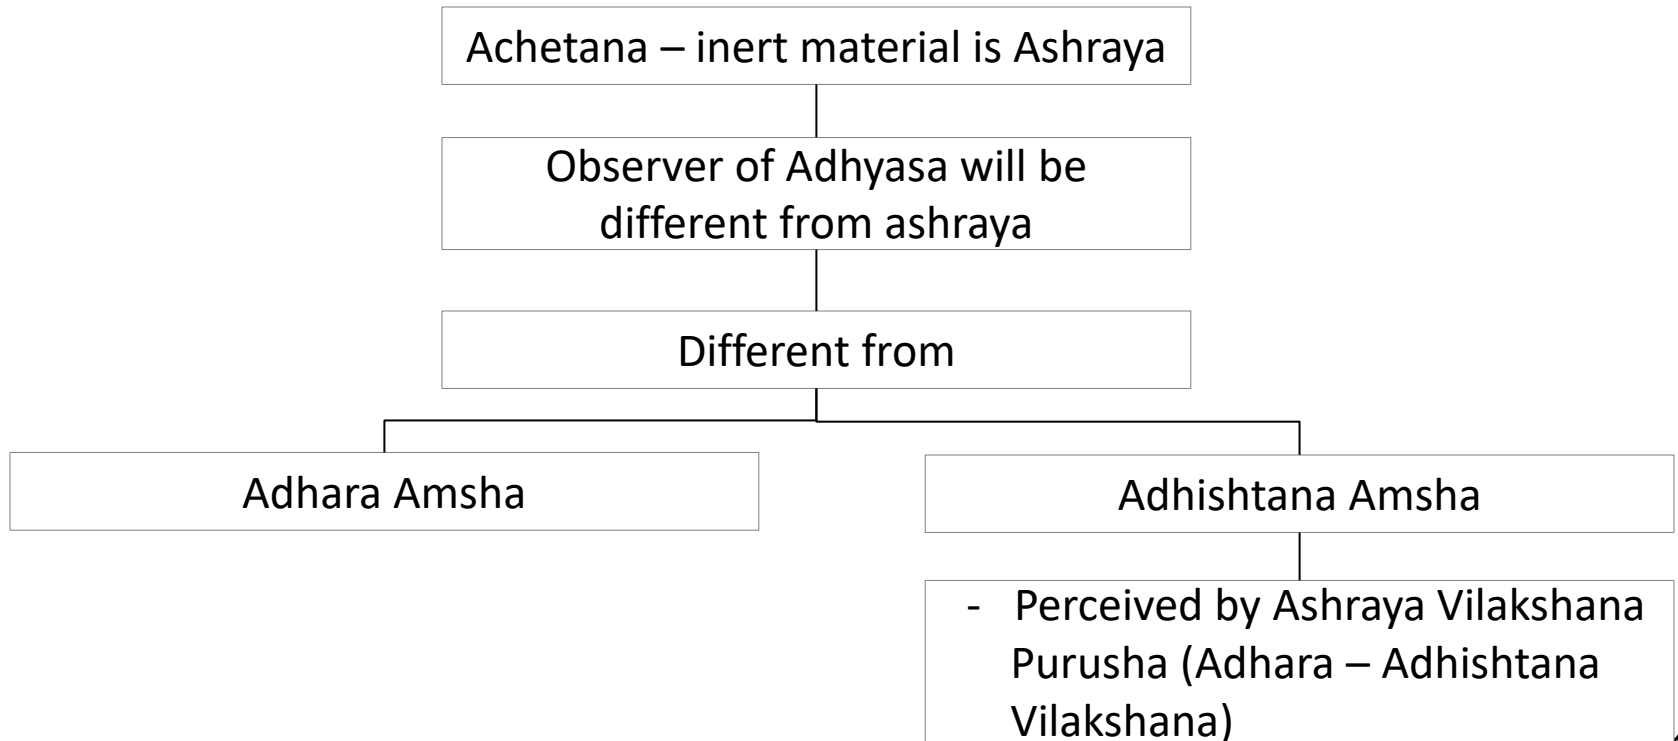 Achetana – inert material is Ashraya
Observer of Adhyasa will be
different from ashraya
Different from
Adhara Amsha
Adhishtana Amsha
- Perceived by Ashraya Vilakshana
Purusha (Adhara – Adhishtana
Vilakshana)